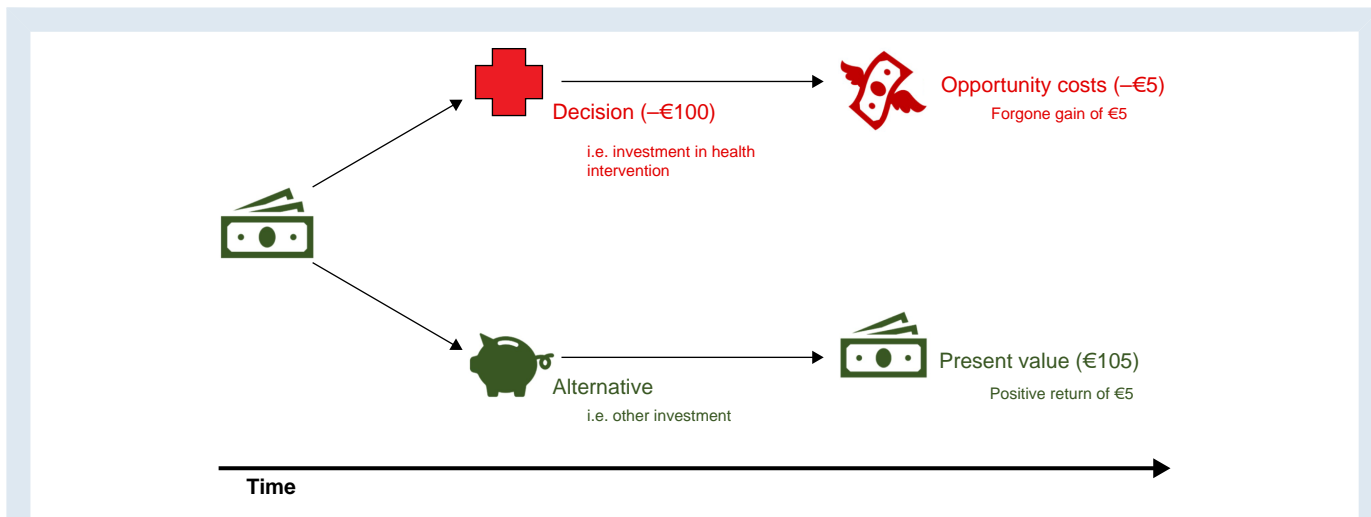 Decision (–€100)
i.e. investment in health
intervention
Opportunity costs (–€5)
Forgone gain of €5
Alternative
i.e. other investment
Present value (€105)
Positive return of €5
Time